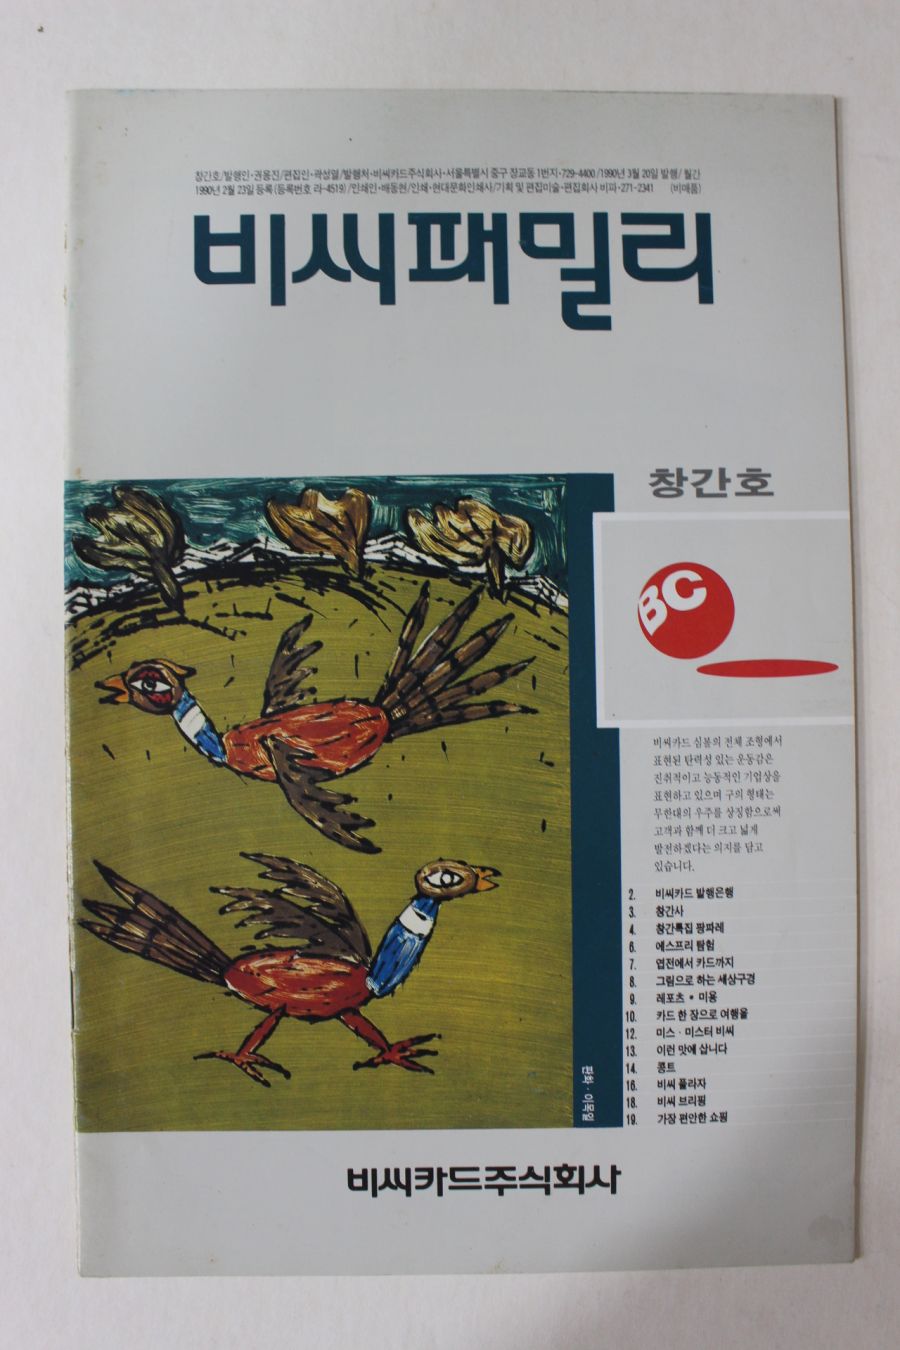 창간호/발행인·권용진/편집인·곽성열/발행처·비씨카드주식회사·서울특별시 중구 장교동 1번지·729-4400/1990년 3월 20일 발행/월간
1990년 2월 23일 등록(등록번호 라-4519)/인쇄인·배동현/인쇄·현대문화인쇄사/기획 및 편집미술·편집회사 비파·271-2341 (비매품)
비씨패밀리
창간호
BC
비씨카드 심볼의 전체 조형에서
표현된 탄력성 있는 운동감은
진취적이고 능동적인 기업상을
표현하고 있으며 구의 형태는
무한대의 우주를 상징함으로써
고객과 함께 더 크고 넓게
발전하겠다는 의지를 담고
있습니다.
2. 비씨카드 발행은행
3. 창간사
4. 창간특집 팡파레
6. 에스프리 탐험
7. 엽전에서 카드까지
8. 그림으로 하는 세상구경
9. 레포츠 • 미용
10. 카드 한 장으로 여행을
12. 미스·미스터 비씨
13. 이런 맛에 삽니다
14. 콩트
16. 비씨 플라자
18. 비씨 브리핑
19. 가장 편안한 쇼핑
판화·이목일
비씨카드주식회사